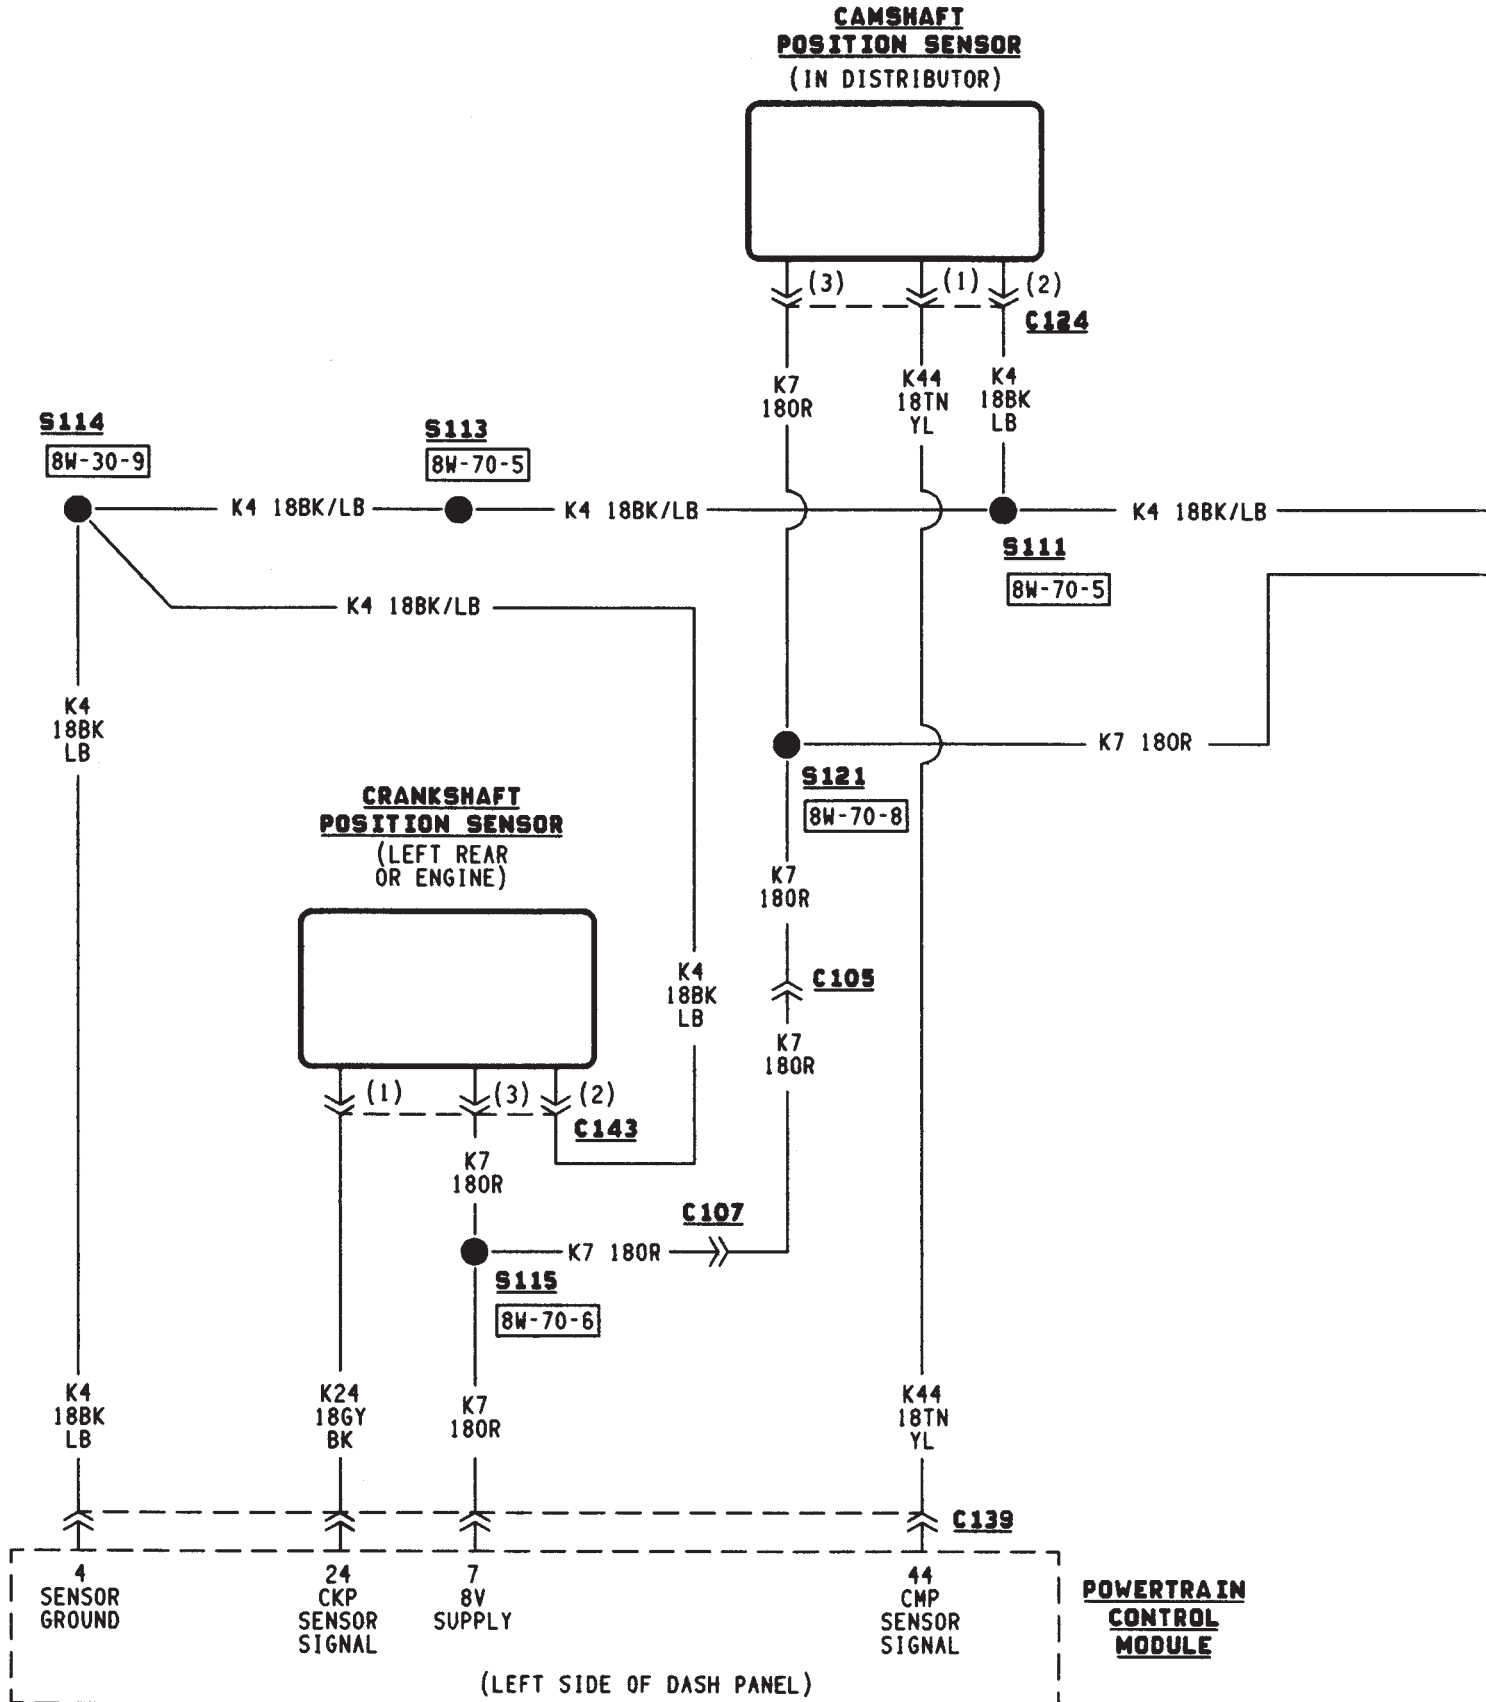 CAMSHAFT
POSITION SENSOR
(IN DISTRIBUTOR)
(3)
(1)
(2)
C124
K7
18OR
K44
18TN
YL
K4
18BK
LB
S114
8W-30-9
S113
8W-70-5
K4 18BK/LB
K4 18BK/LB
K4 18BK/LB
S111
8W-70-5
K4 18BK/LB
K4
18BK
LB
K7 18OR
S121
8W-70-8
CRANKSHAFT
POSITION SENSOR
(LEFT REAR
OR ENGINE)
K7
18OR
K4
18BK
LB
C105
K7
18OR
(1)
(3)
(2)
C143
K7
18OR
C107
K7 18OR
S115
8W-70-6
K4
18BK
LB
K24
18GY
BK
K7
18OR
K44
18TN
YL
C139
4
SENSOR
GROUND
24
CKP
SENSOR
SIGNAL
7
8V
SUPPLY
44
CMP
SENSOR
SIGNAL
POWERTRAIN
CONTROL
MODULE
(LEFT SIDE OF DASH PANEL)